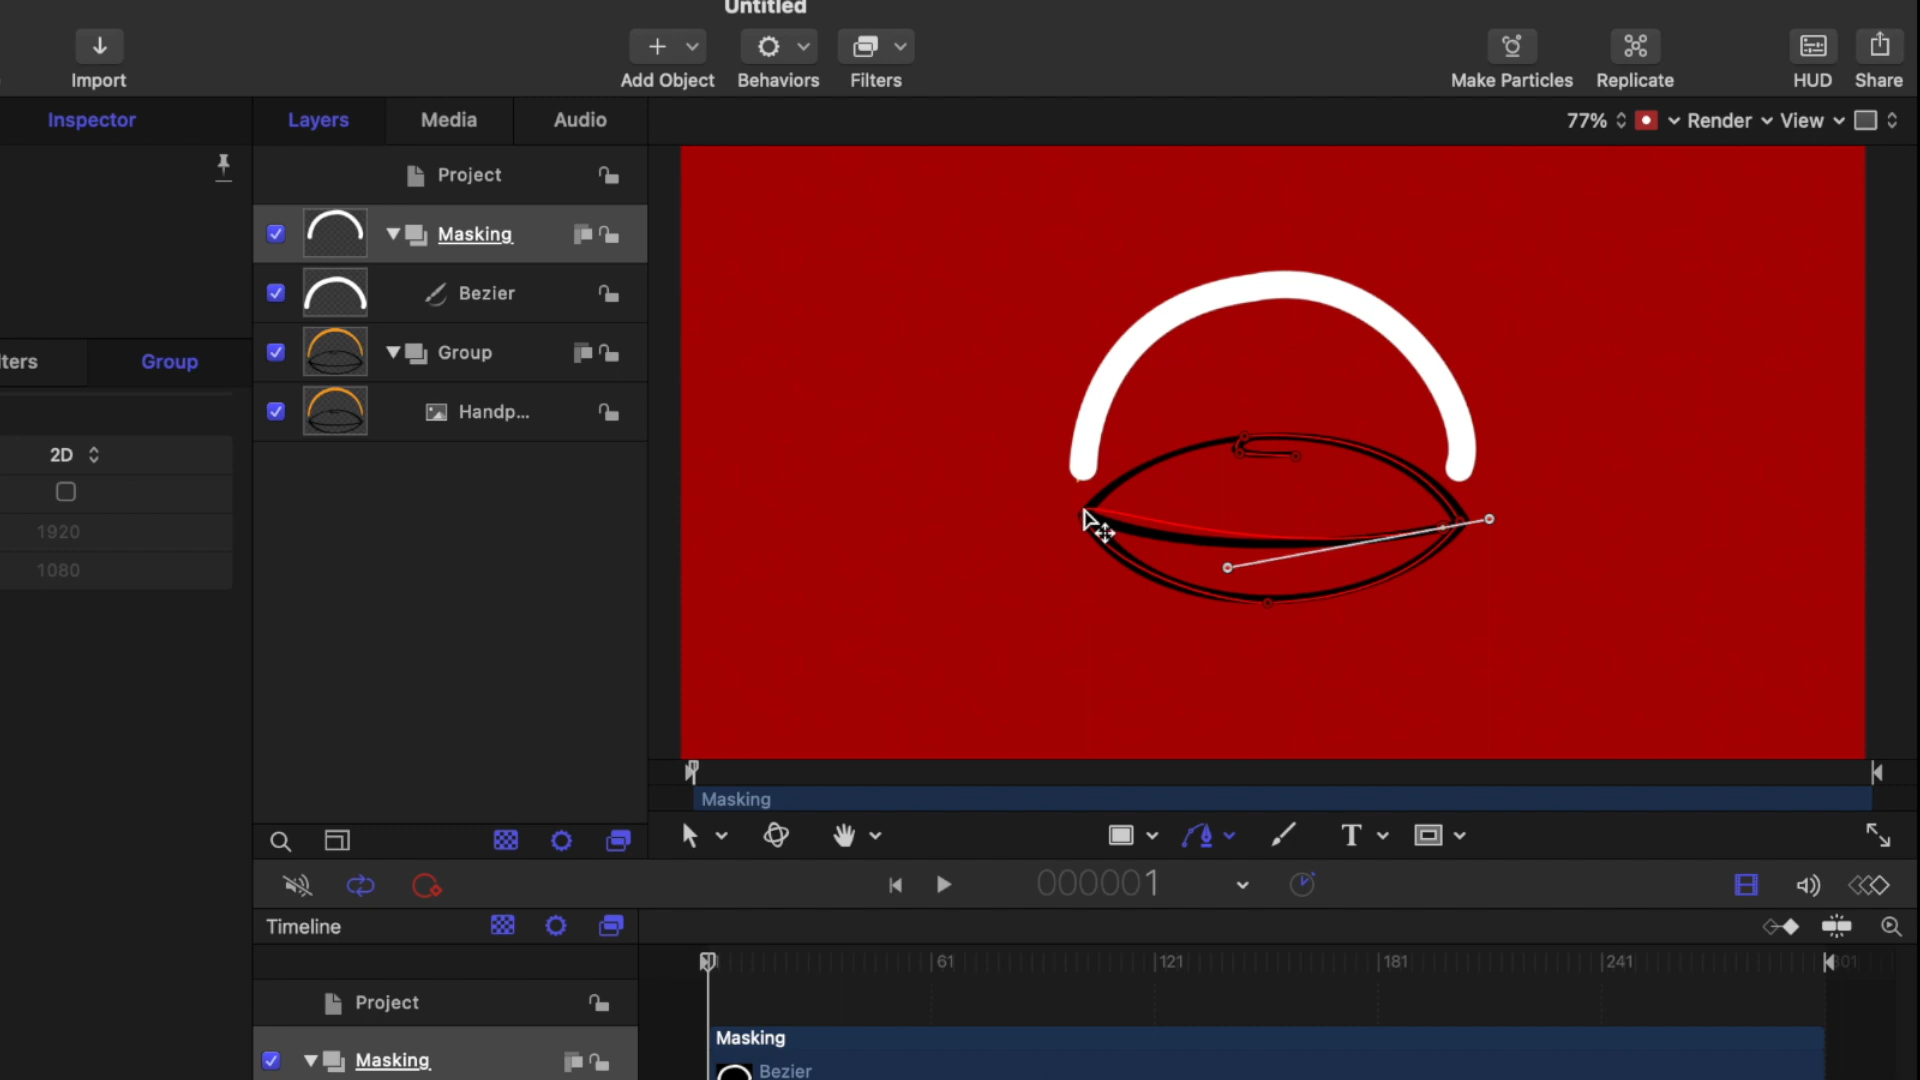 Untitled
Import
Add Object
Behaviors
Filters
Make Particles
Replicate
HUD
Share
Inspector
Layers
Media
Audio
77%
Render
View
Project
Masking
Bezier
lters
Group
Group
Handp...
2D
1920
1080
Masking
T
000001
Timeline
61
121
181
241
301
Project
Masking
Masking
Bezier